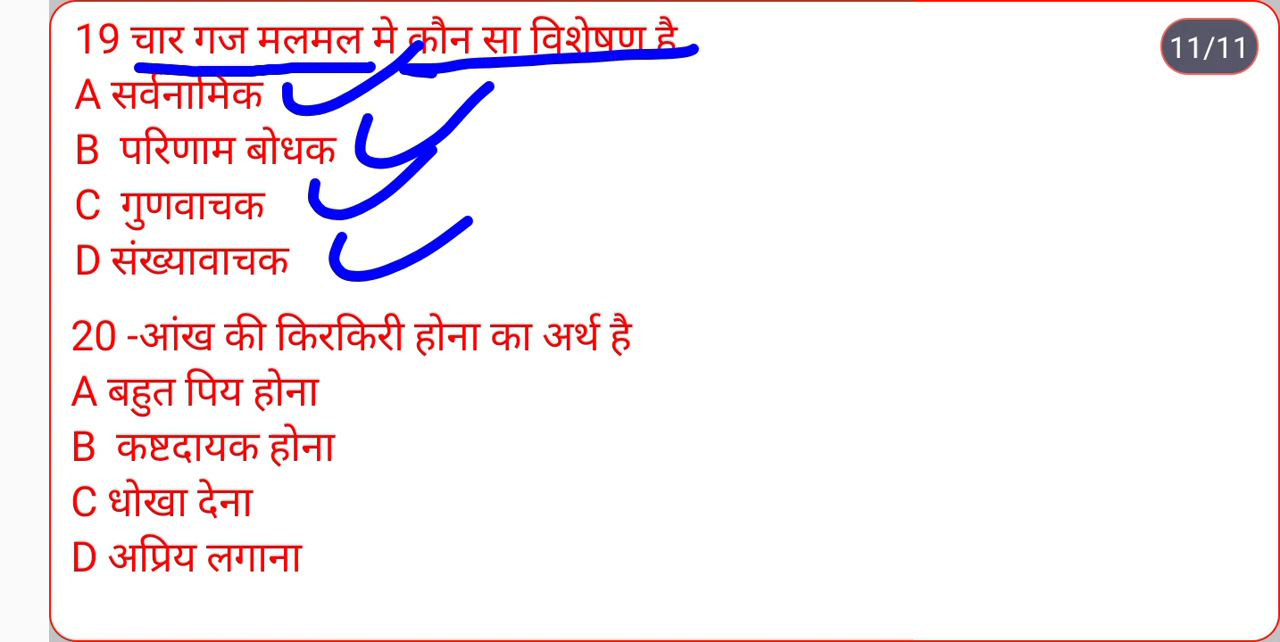 19 चार गज मलमल मे कौन सा विशेषण है
11/11
A सर्वनामिक
B परिणाम बोधक
C गुणवाचक
D संख्यावाचक
20 -आंख की किरकिरी होना का अर्थ है
A बहुत पिय होना
B कष्टदायक होना
C धोखा देना
D अप्रिय लगाना